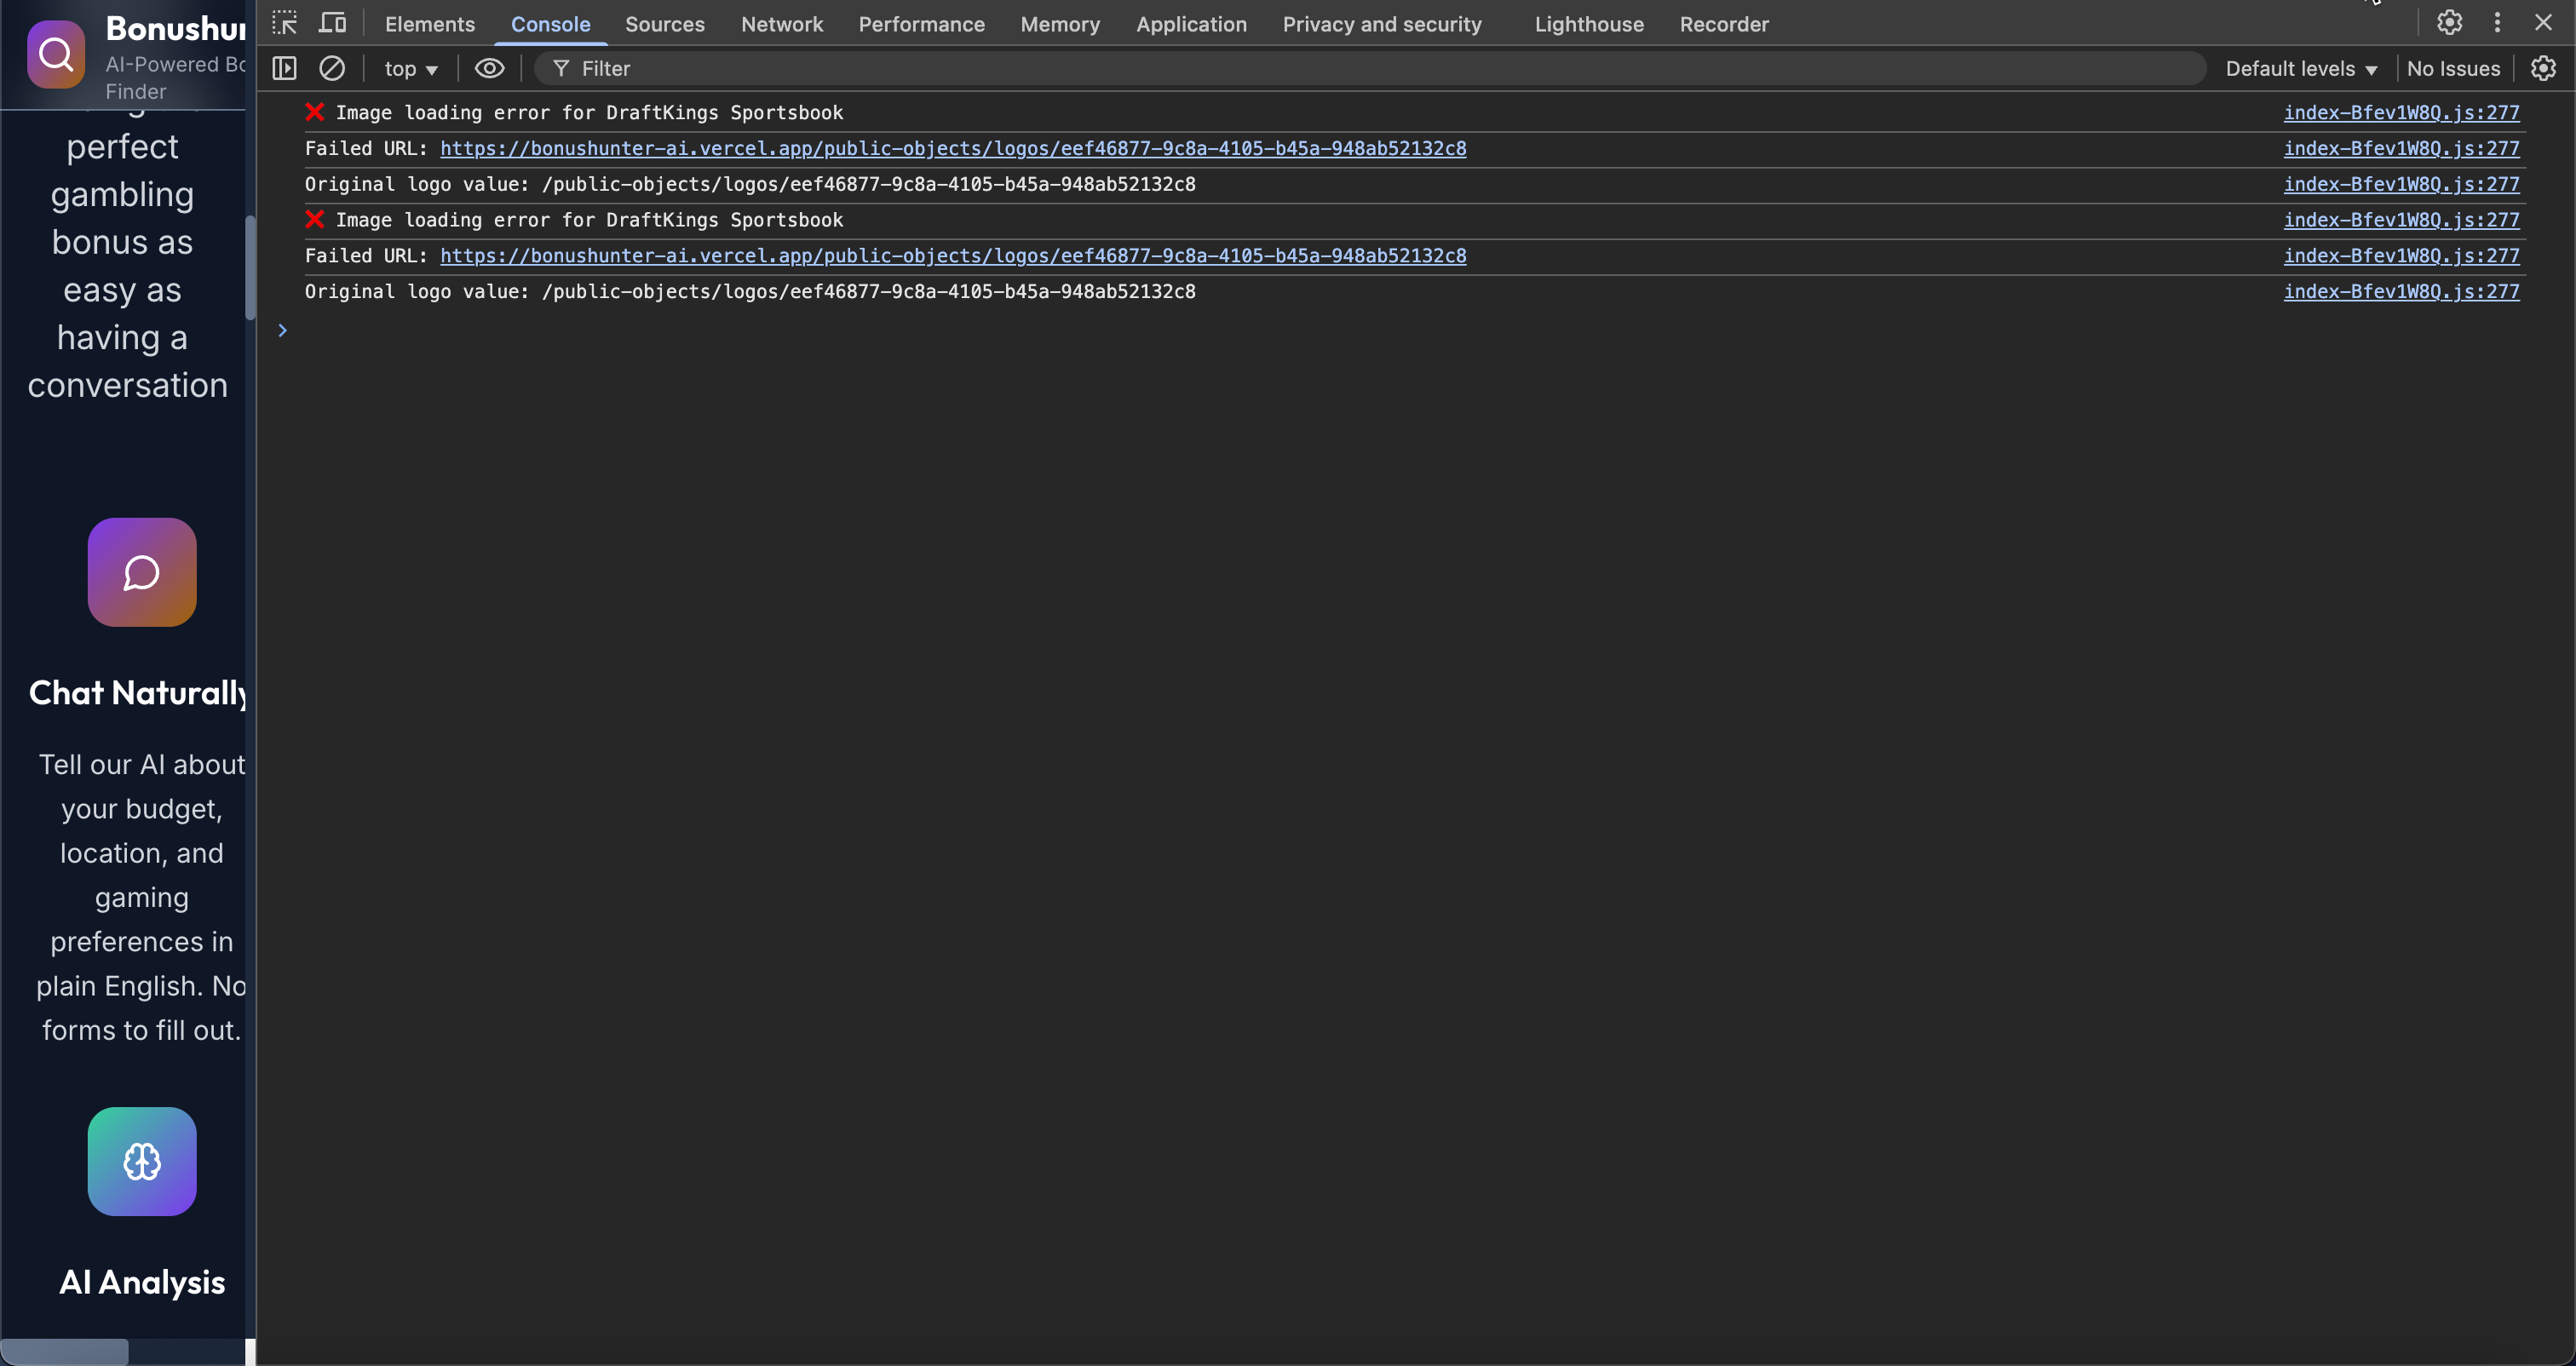 Bonushun
AI-Powered Bo
Finder
perfect
gambling
bonus as
easy as
having a
conversation
Chat Naturally
Tell our AI about
your budget,
location, and
gaming
preferences in
plain English. No
forms to fill out.
AI Analysis
Elements Console Sources Network Performance Memory Application Privacy and security Lighthouse Recorder
top Filter Default levels No Issues
❌ Image loading error for DraftKings Sportsbook index-Bfev1W8Q.js:277
Failed URL: https://bonushunter-ai.vercel.app/public-objects/logos/eef46877-9c8a-4105-b45a-948ab52132c8 index-Bfev1W8Q.js:277
Original logo value: /public-objects/logos/eef46877-9c8a-4105-b45a-948ab52132c8 index-Bfev1W8Q.js:277
❌ Image loading error for DraftKings Sportsbook index-Bfev1W8Q.js:277
Failed URL: https://bonushunter-ai.vercel.app/public-objects/logos/eef46877-9c8a-4105-b45a-948ab52132c8 index-Bfev1W8Q.js:277
Original logo value: /public-objects/logos/eef46877-9c8a-4105-b45a-948ab52132c8 index-Bfev1W8Q.js:277